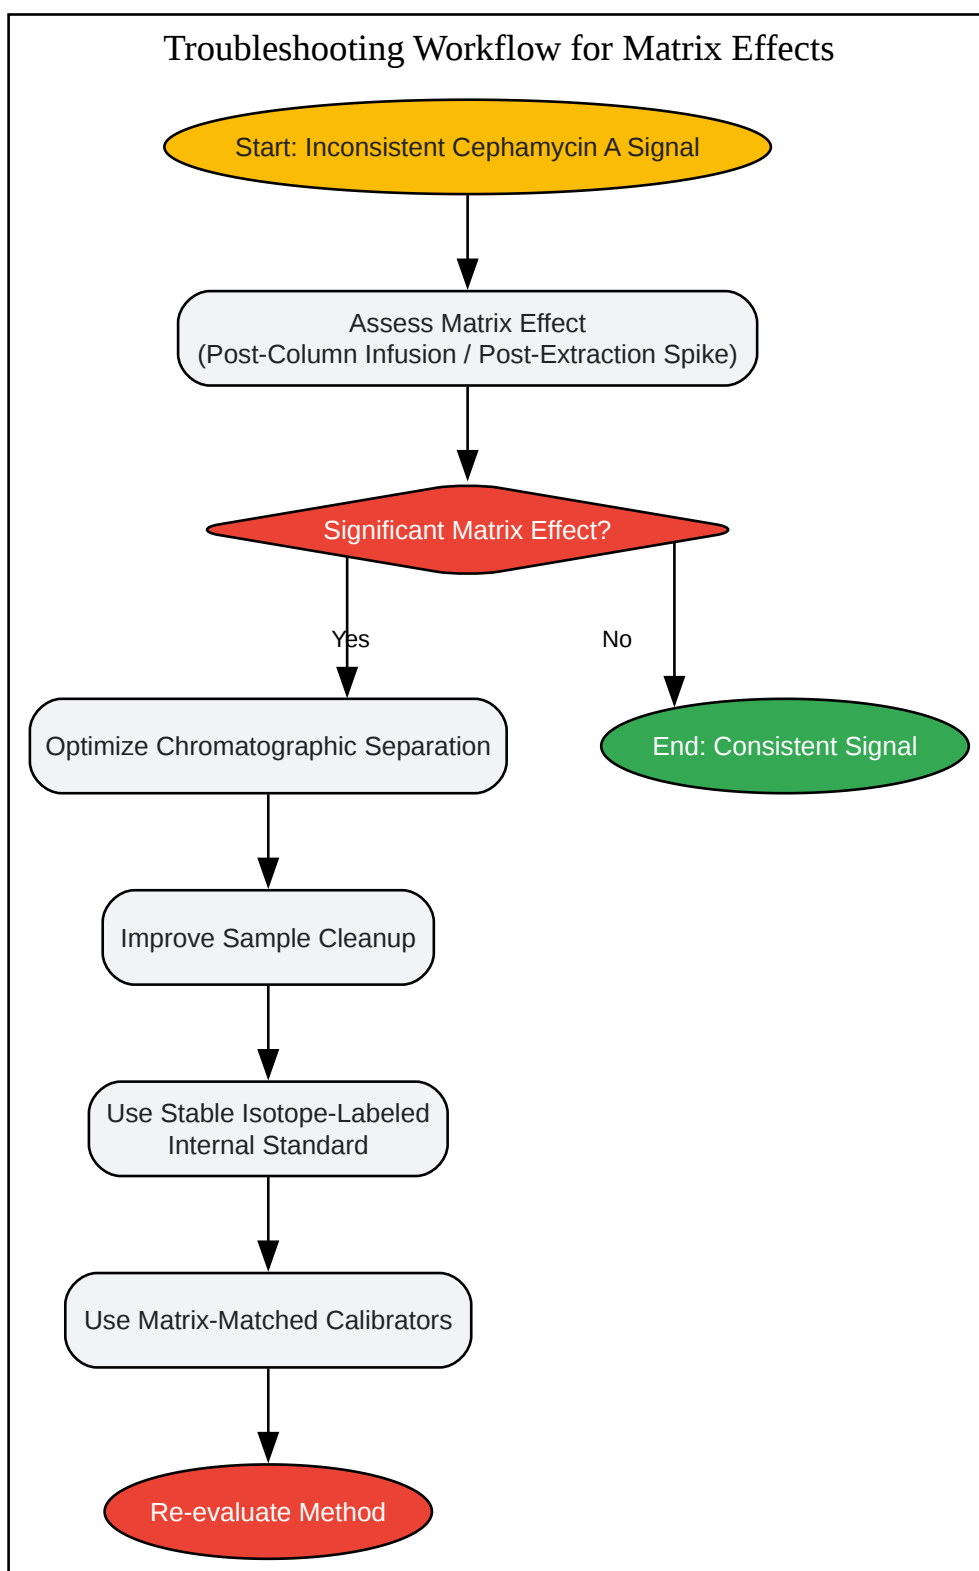 Troubleshooting Workflow for Matrix Effects
Start: Inconsistent Cephamycin A Signal
Assess Matrix Effect
(Post-Column Infusion / Post-Extraction Spike)
Significant Matrix Effect?
Yes
No
Optimize Chromatographic Separation
End: Consistent Signal
Improve Sample Cleanup
Use Stable Isotope-Labeled
Internal Standard
Use Matrix-Matched Calibrators
Re-evaluate Method